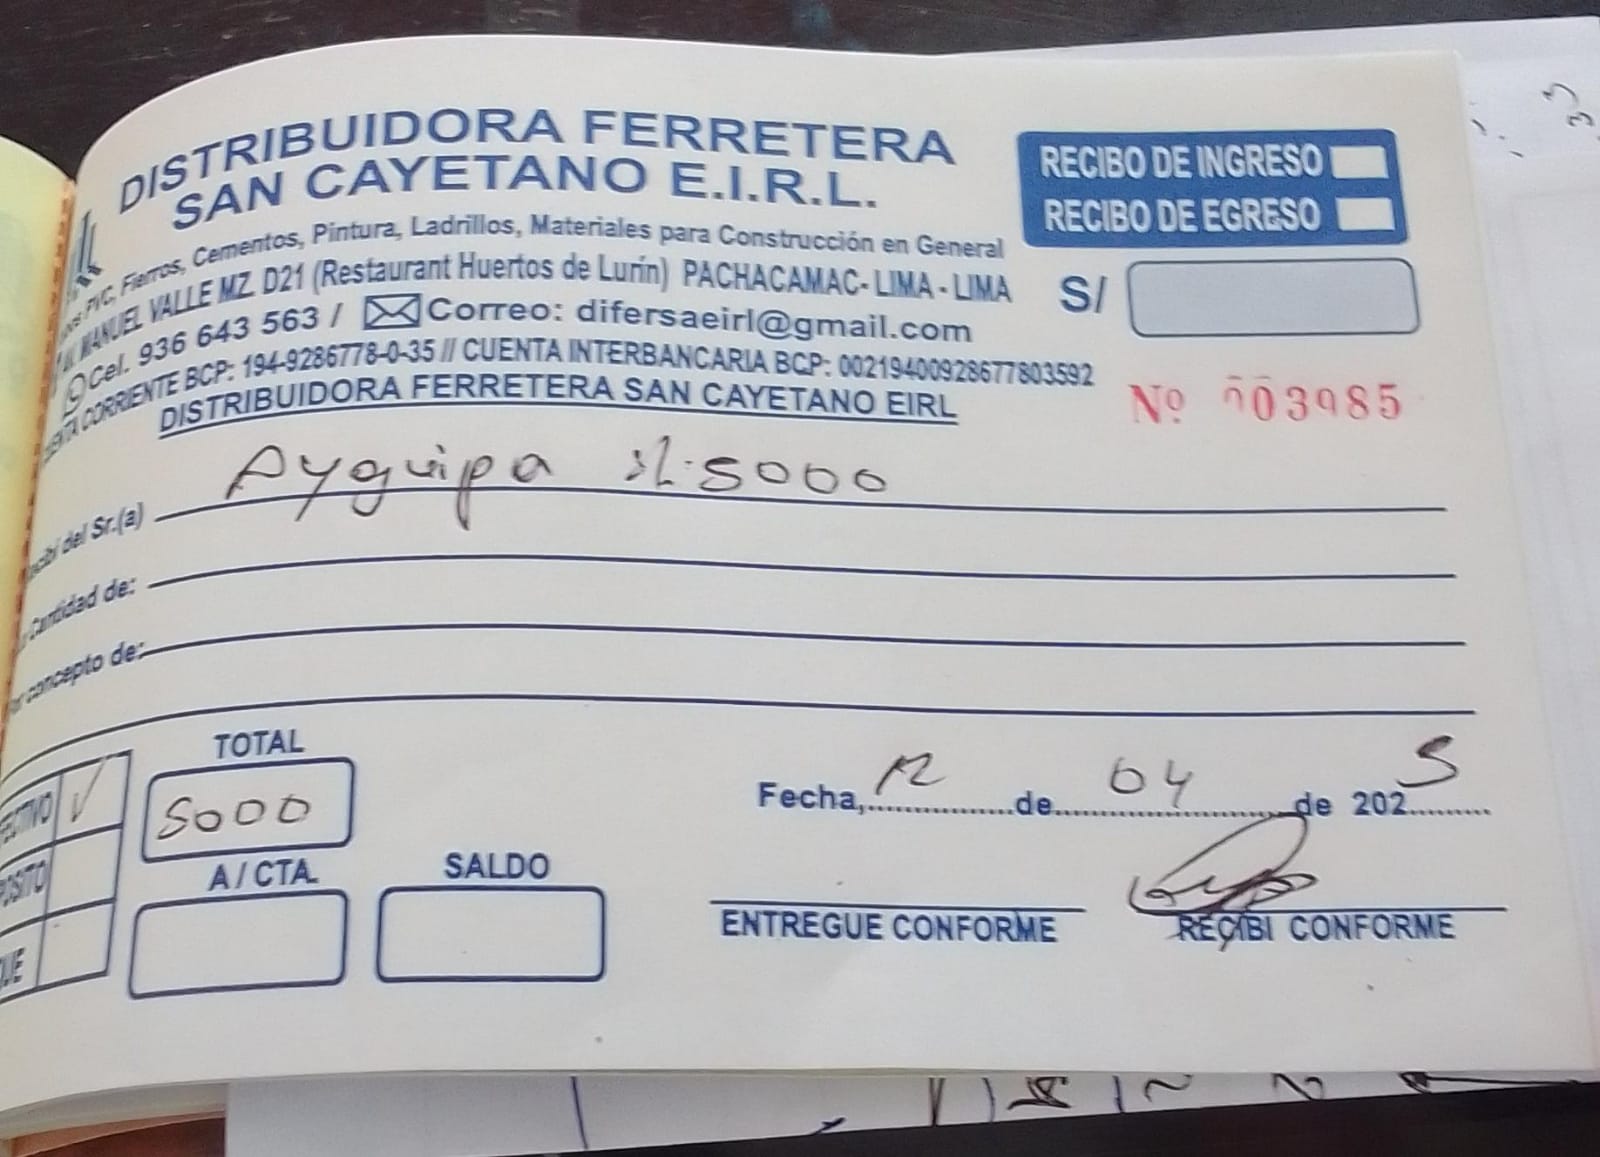 DISTRIBUIDORA FERRETERA
SAN CAYETANO E.I.R.L.
PVC, Fierros, Cementos, Pintura, Ladrillos, Materiales para Construcción en General
MANUEL VALLE MZ. D21 (Restaurant Huertos de Lurín) PACHACAMAC- LIMA - LIMA
Cel. 936 643 563 / Correo: difersaeirl@gmail.com
CORRIENTE BCP: 194-9286778-0-35 // CUENTA INTERBANCARIA BCP: 00219400928677803592
DISTRIBUIDORA FERRETERA SAN CAYETANO EIRL
RECIBO DE INGRESO
RECIBO DE EGRESO
S/
Nº 003985
del Sr.(a) Ayquipa S/. 5000
Cantidad de:
concepto de:
TOTAL
5000
A / CTA.
SALDO
Fecha, 12 de 04 de 2025
ENTREGUE CONFORME
RECIBI CONFORME